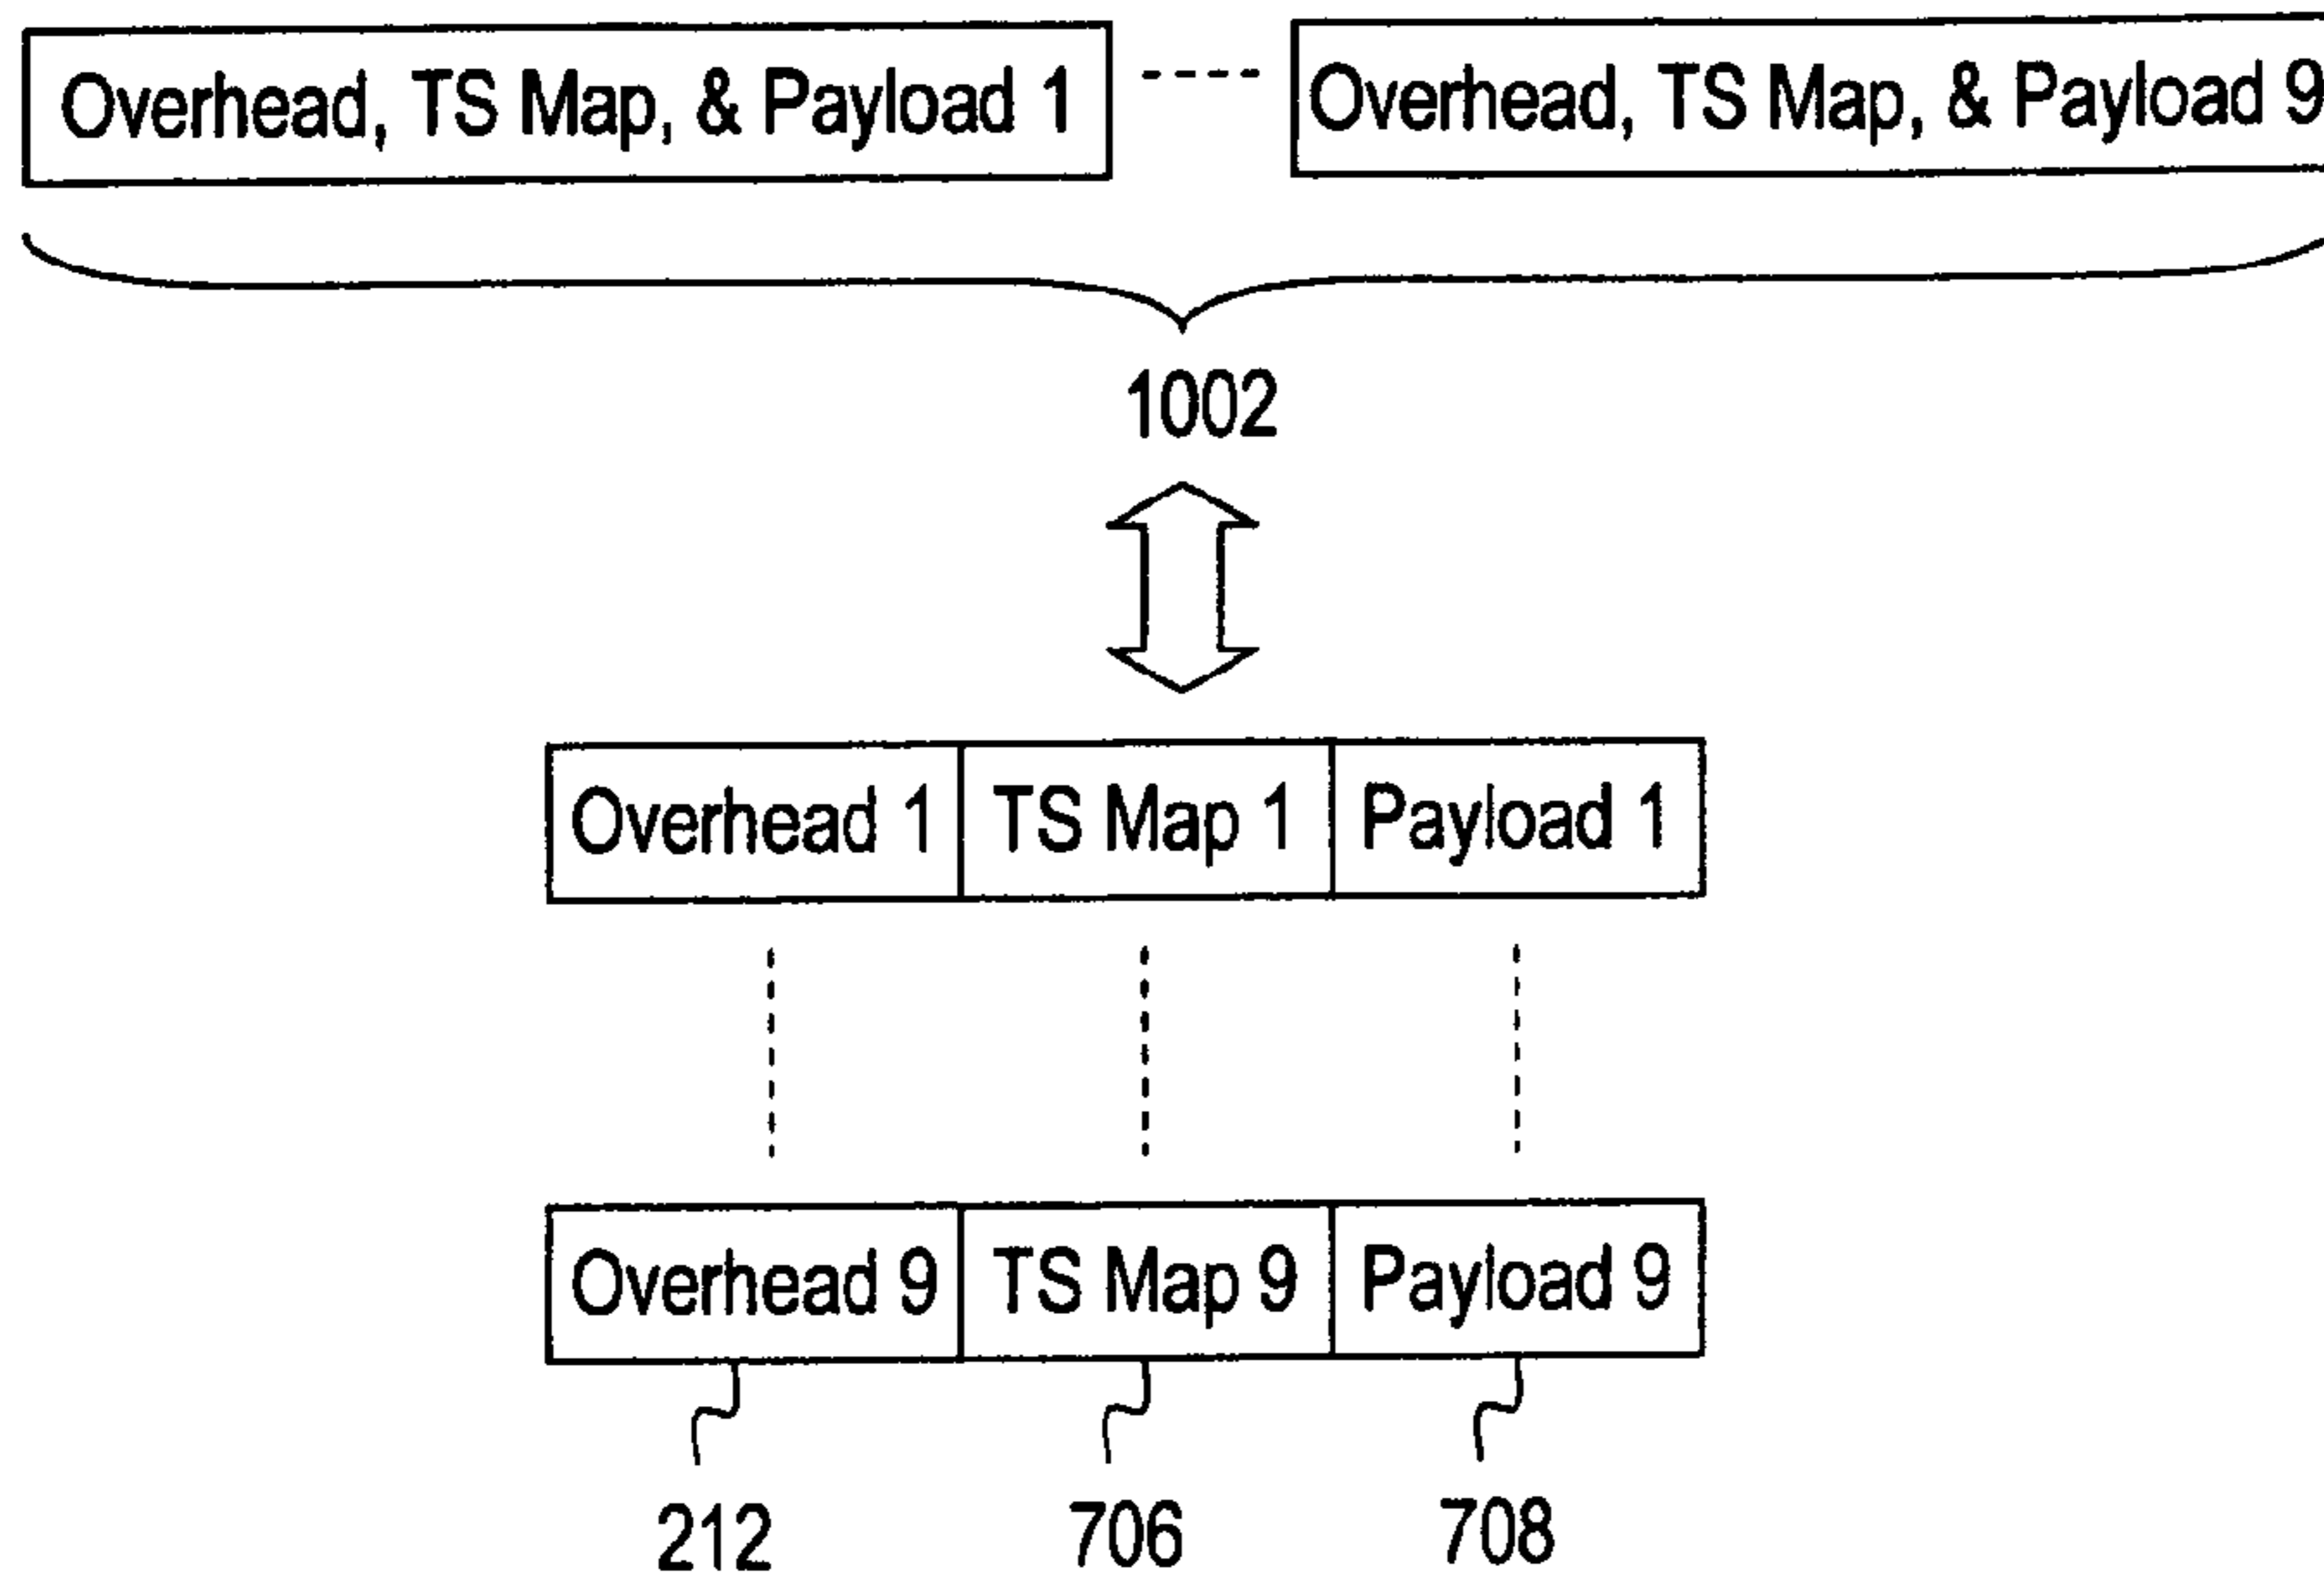 Overhead, TS Map, & Payload 1 Overhead, TS Map, & Payload 9
1002
Overhead 1 TS Map 1 Payload 1
Overhead 9 TS Map 9 Payload 9
212 706 708